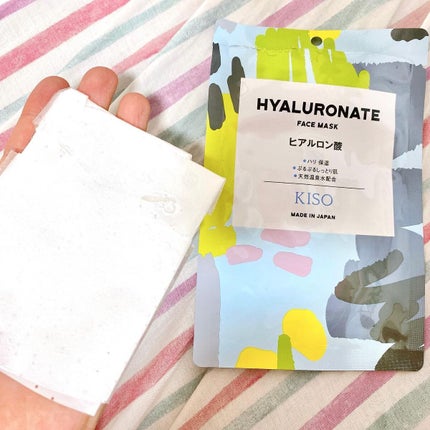 HYALURONATE
FACE MASK
ヒアルロン酸
*ハリ 保湿
*ぷるぷるしっとり肌
*天然温泉水配合
KISO
MADE IN JAPAN